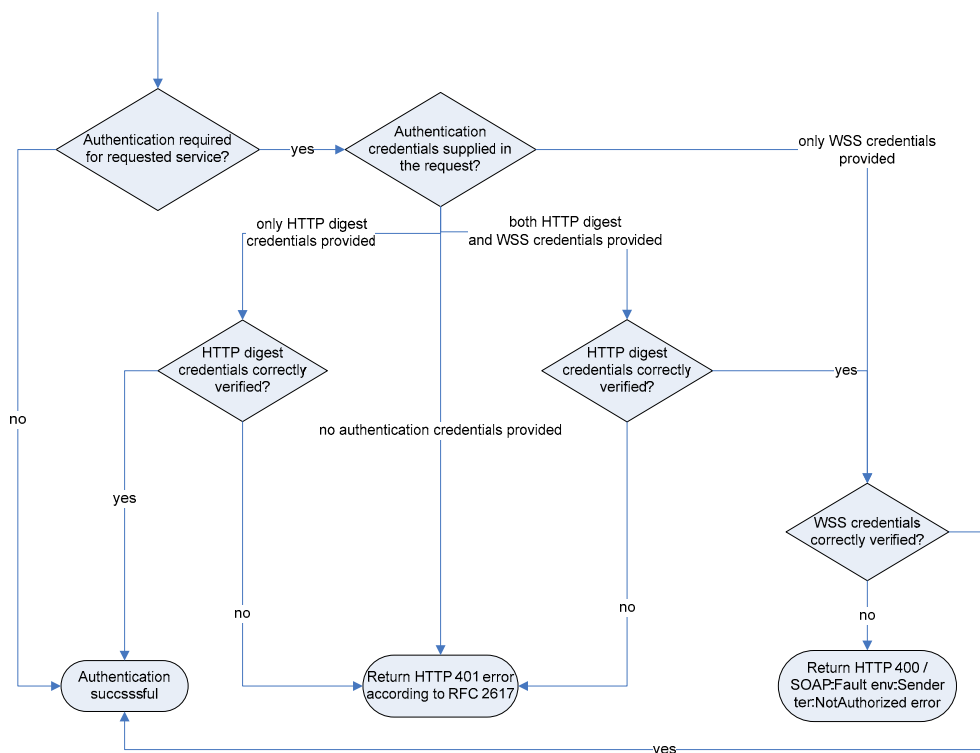 Authentication required
for requested service?
yes
Authentication
credentials supplied in
the request?
only WSS credentials
provided
only HTTP digest
credentials provided
both HTTP digest
and WSS credentials provided
HTTP digest
credentials correctly
verified?
HTTP digest
credentials correctly
verified?
yes
no
no authentication credentials provided
yes
WSS credentials
correctly verified?
no
no
no
Authentication
succsssful
Return HTTP 401 error
according to RFC 2617
Return HTTP 400 /
SOAP:Fault env:Sender
ter:NotAuthorized error
yes